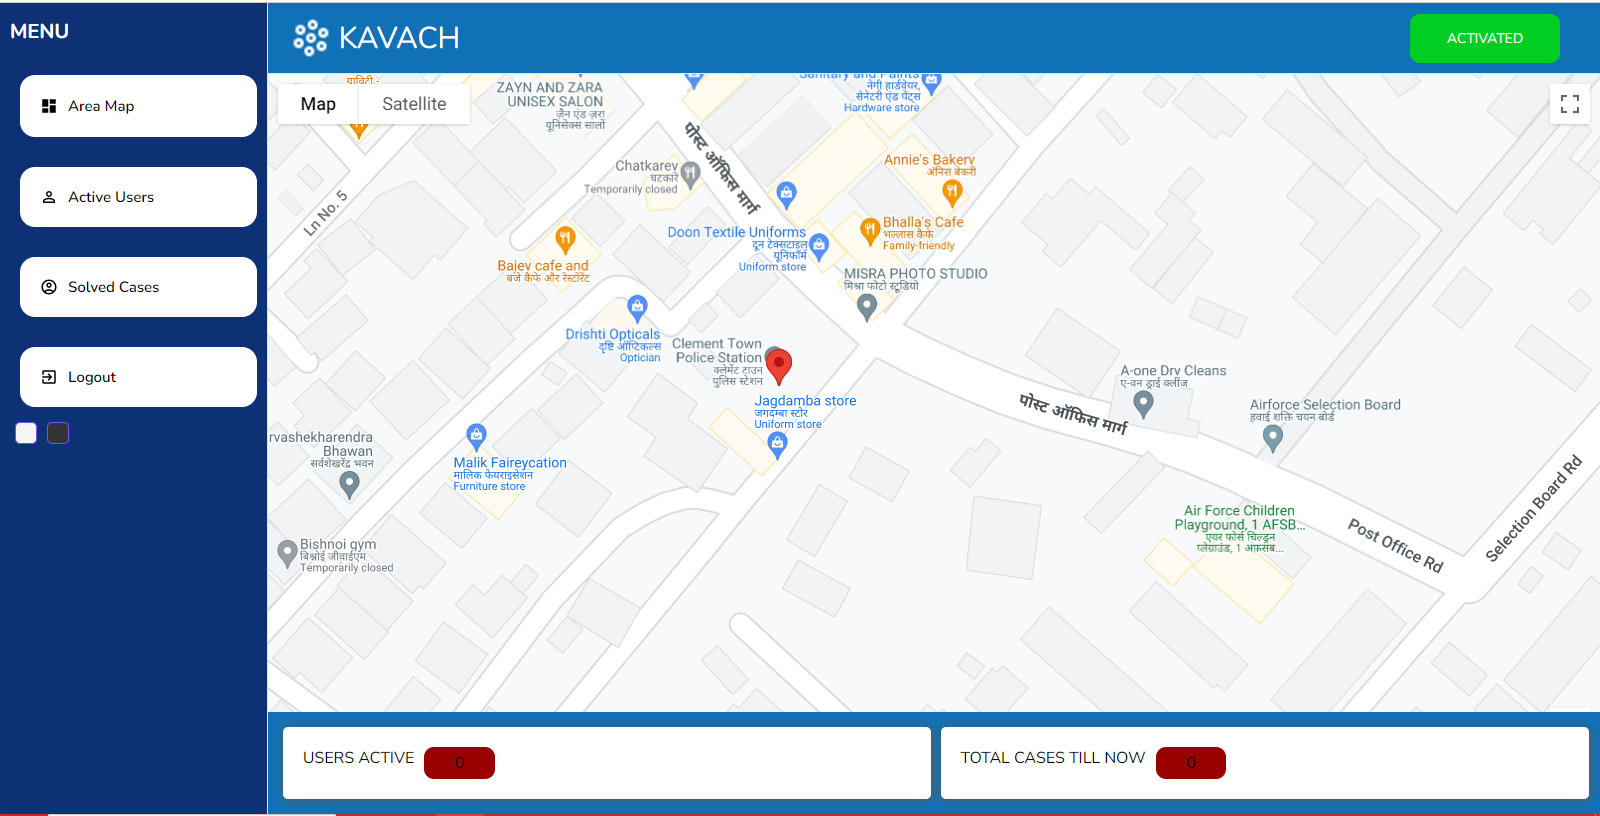 MENU
Area Map
Active Users
Solved Cases
Logout
KAVACH
ACTIVATED
Map
Satellite
ZAYN AND ZARA
UNISEX SALON
जैन एंड ज़रा
यूनिसेक्स सालों
Sanitary and Paints
नेगी हार्डवेयर,
सेनेटरी एंड पेंट्स
Hardware store
पोस्ट ऑफिस मार्ग
Chatkarey
चटकारे
Temporarily closed
Annie's Bakery
अंनिस बेकरी
Ln No. 5
Doon Textile Uniforms
दून टेक्सटाइल
यूनिफॉर्म
Uniform store
Bhalla's Cafe
भल्लास कैफे
Family-friendly
Bajey cafe and
बजे कैफे और रेस्टोरेंट
MISRA PHOTO STUDIO
मिश्रा फोटो स्टूडियो
Drishti Opticals
दृष्टि ऑप्टिकल्स
Optician
Clement Town
Police Station
क्लेमेंट टाउन
पुलिस स्टेशन
A-one Dry Cleans
ए-वन ड्राई क्लींज
Jagdamba store
जगदम्बा स्टोर
Uniform store
पोस्ट ऑफिस मार्ग
Airforce Selection Board
हवाई शक्ति चयन बोर्ड
rvashekharendra
Bhawan
सर्वशेखरेंद्र भवन
Malik Faireycation
मालिक फेयराइसेशन
Furniture store
Selection Board Rd
Air Force Children
Playground, 1 AFSB...
एयर फोर्स चिल्ड्रन
प्लेग्राउंड, 1 अफ़सब...
Post Office Rd
Bishnoi gym
बिश्नोई जीवाईएम
Temporarily closed
USERS ACTIVE 0
TOTAL CASES TILL NOW 0